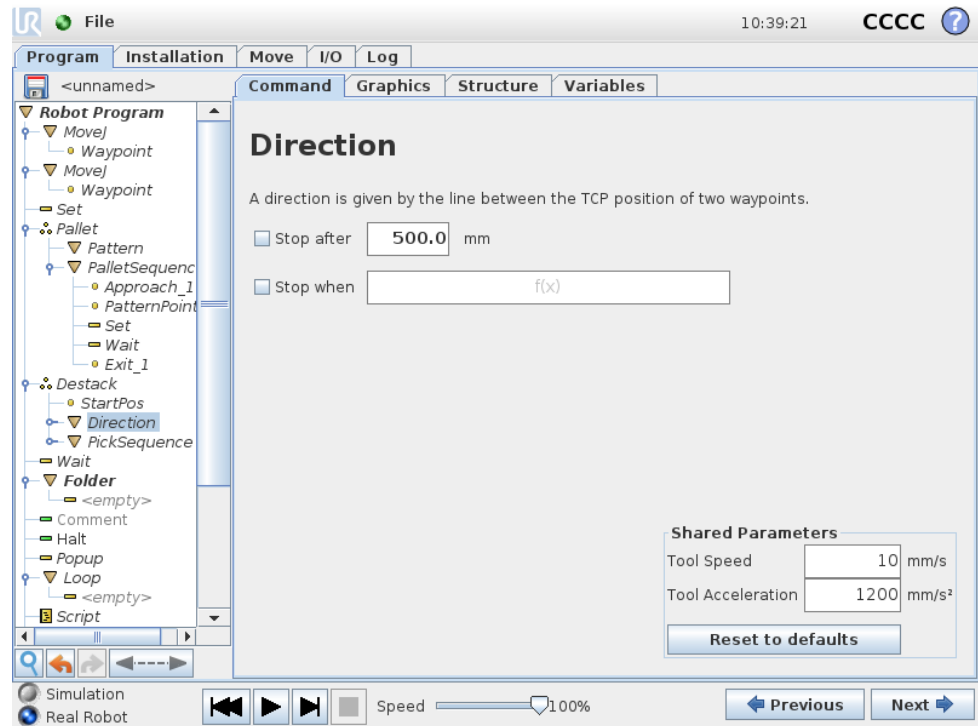 UR File 10:39:21 CCCC ?
Program Installation Move I/O Log
<unnamed> Command Graphics Structure Variables
Robot Program
MoveJ
Waypoint
MoveJ
Waypoint
Set
Pallet
Pattern
PalletSequenc
Approach_1
PatternPoint
Set
Wait
Exit_1
Destack
StartPos
Direction
PickSequence
Wait
Folder
<empty>
Comment
Halt
Popup
Loop
<empty>
Script
Direction
A direction is given by the line between the TCP position of two waypoints.
Stop after 500.0 mm
Stop when f(x)
Shared Parameters
Tool Speed 10 mm/s
Tool Acceleration 1200 mm/s²
Reset to defaults
Simulation
Real Robot
Speed 100%
Previous Next